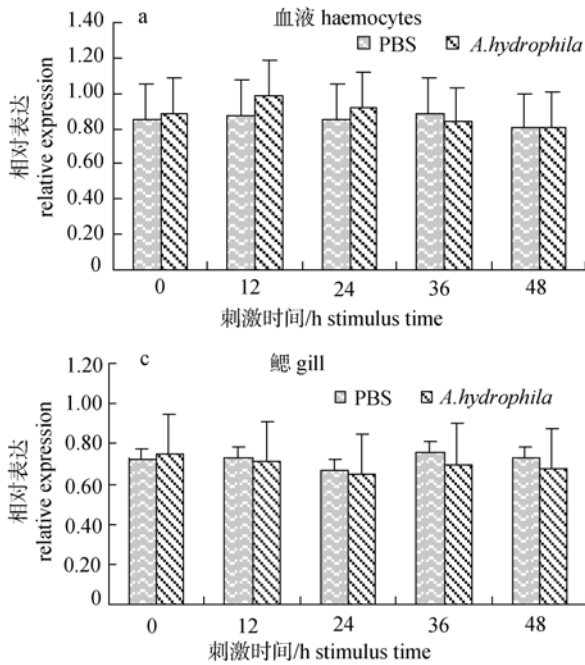 a 血液 haemocytes
PBS A.hydrophila
1.40
1.20
1.00
0.80
0.60
0.40
0.20
0
相对表达
relative expression
0 12 24 36 48
刺激时间/h stimulus time
c 鳃 gill
PBS A.hydrophila
1.20
1.00
0.80
0.60
0.40
0.20
0
相对表达
relative expression
0 12 24 36 48
刺激时间/h stimulus time